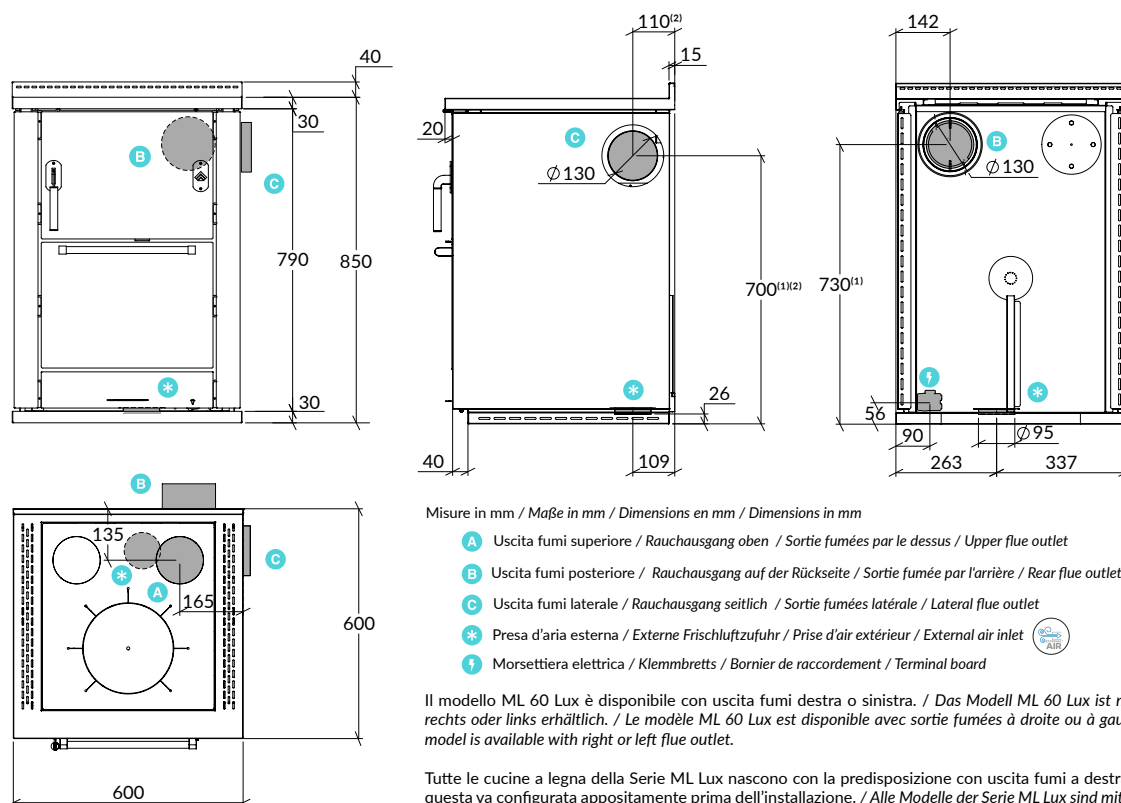 40
30
B
C
790
850
*
30
110(2)
15
20
C
Ø 130
700(1)(2)
*
26
40
109
142
B
Ø 130
730(1)
*
56
90
Ø 95
263
337
B
135
C
*
A
165
600
600
Misure in mm / Maße in mm / Dimensions en mm / Dimensions in mm
A Uscita fumi superiore / Rauchausgang oben / Sortie fumées par le dessus / Upper flue outlet
B Uscita fumi posteriore / Rauchausgang auf der Rückseite / Sortie fumée par l'arrière / Rear flue outlet
C Uscita fumi laterale / Rauchausgang seitlich / Sortie fumées latérale / Lateral flue outlet
* Presa d'aria esterna / Externe Frischluftzufuhr / Prise d'air extérieur / External air inlet
AIR
Morsettiera elettrica / Klemmbretts / Bornier de raccordement / Terminal board
Il modello ML 60 Lux è disponibile con uscita fumi destra o sinistra. / Das Modell ML 60 Lux ist
rechts oder links erhältlich. / Le modèle ML 60 Lux est disponible avec sortie fumées à droite ou à
model is available with right or left flue outlet.
Tutte le cucine a legna della Serie ML Lux nascono con la predisposizione con uscita fumi a
questa va configurata appositamente prima dell'installazione. / Alle Modelle der Serie ML Lux sind mit